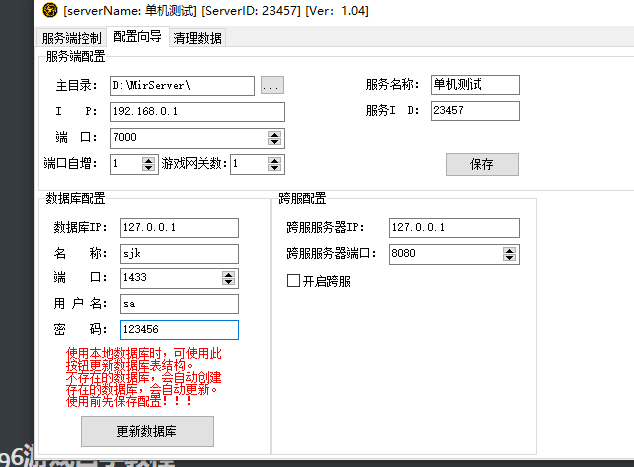 [serverName: 单机测试] [ServerID: 23457] [Ver: 1.04]
服务端控制 配置向导 清理数据
服务端配置
主目录: D:\MirServer\ ... 服务名称: 单机测试
I P: 192.168.0.1 服务I D: 23457
端 口: 7000
端口自增: 1 游戏网关数: 1 保存
数据库配置
数据库IP: 127.0.0.1
名 称: sjk
端 口: 1433
用 户 名: sa
密 码: 123456
使用本地数据库时，可使用此
按钮更新数据库表结构。
不存在的数据库，会自动创建
存在的数据库，会自动更新。
使用前先保存配置！！！
更新数据库
跨服配置
跨服服务器IP: 127.0.0.1
跨服服务器端口: 8080
开启跨服